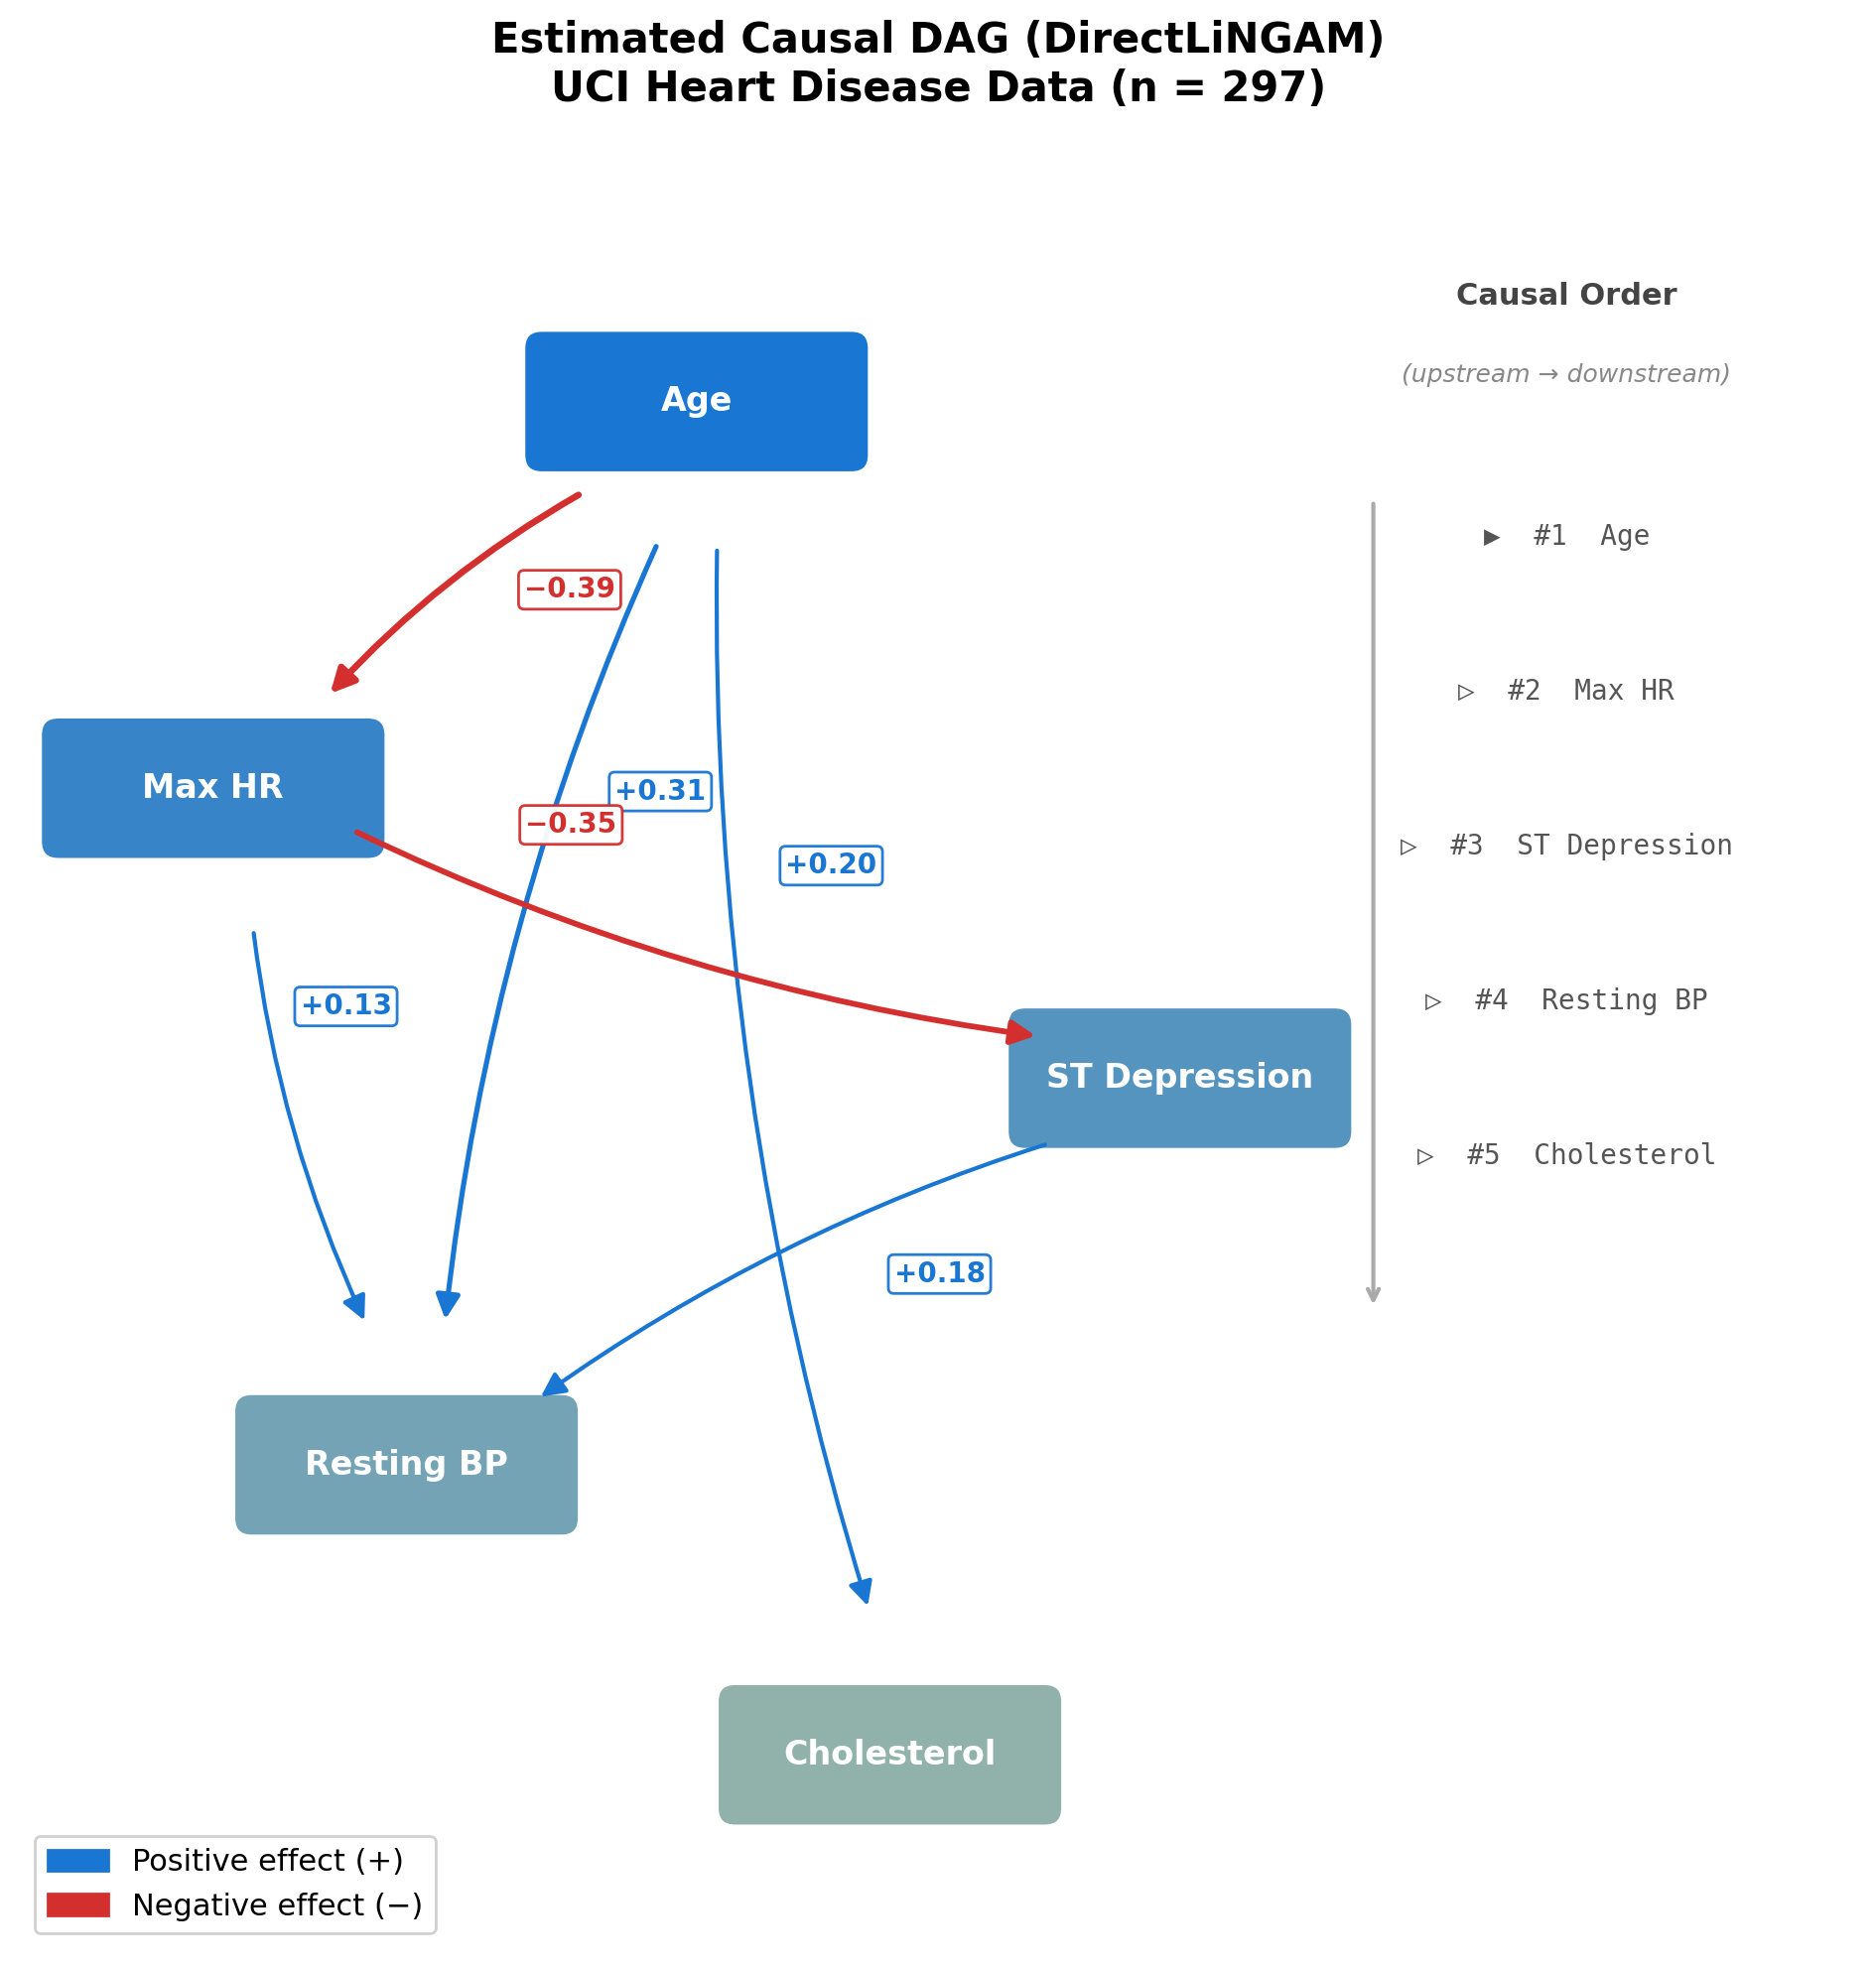 Estimated Causal DAG (DirectLiNGAM)
UCI Heart Disease Data (n = 297)
Causal Order
(upstream → downstream)
Age
▶ #1 Age
−0.39
▷ #2 Max HR
Max HR
+0.31
−0.35
+0.20
▷ #3 ST Depression
+0.13
▷ #4 Resting BP
ST Depression
▷ #5 Cholesterol
+0.18
Resting BP
Cholesterol
Positive effect (+)
Negative effect (−)